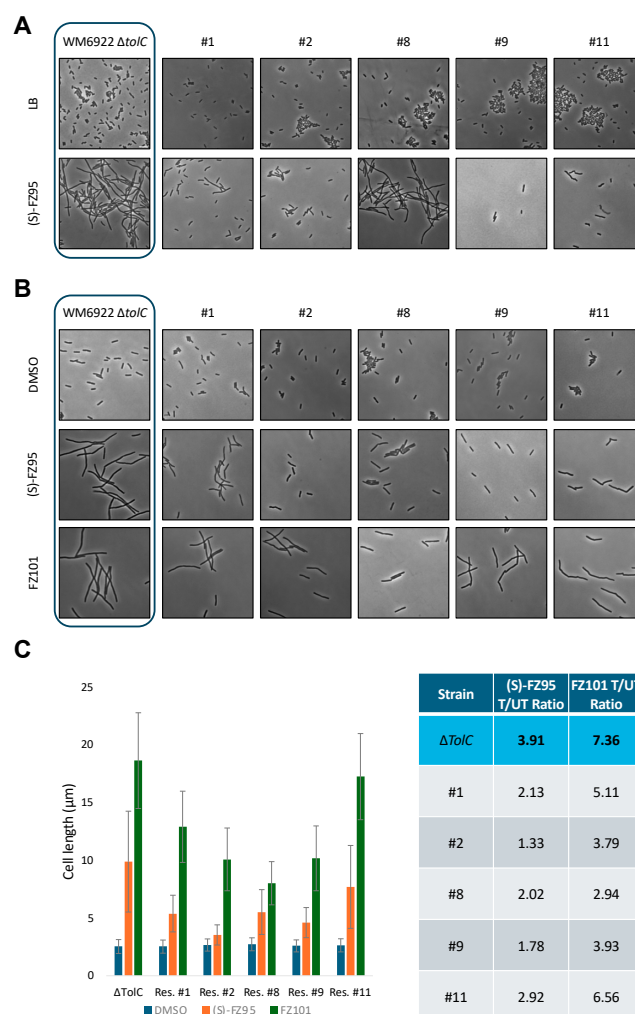 A
WM6922 ΔtolC #1 #2 #8 #9 #11
LB
(S)-FZ95
B
WM6922 ΔtolC #1 #2 #8 #9 #11
DMSO
(S)-FZ95
FZ101
C
25
20
15
10
5
0
Cell length (μm)
ΔTolC Res. #1 Res. #2 Res. #8 Res. #9 Res. #11
DMSO (S)-FZ95 FZ101
Strain (S)-FZ95 T/UT Ratio FZ101 T/UT Ratio
ΔTolC 3.91 7.36
#1 2.13 5.11
#2 1.33 3.79
#8 2.02 2.94
#9 1.78 3.93
#11 2.92 6.56